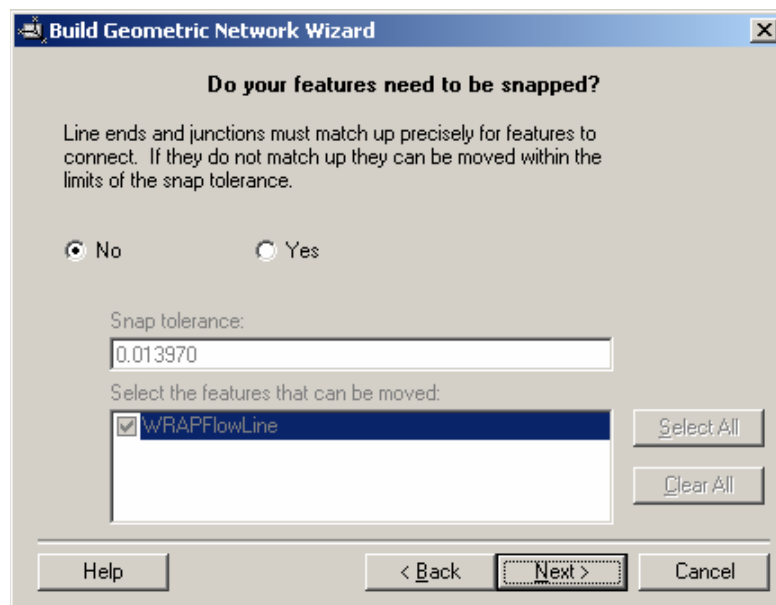 Build Geometric Network Wizard
Do your features need to be snapped?
Line ends and junctions must match up precisely for features to
connect. If they do not match up they can be moved within the
limits of the snap tolerance.
No Yes
Snap tolerance:
0.013970
Select the features that can be moved:
WRAPFlowLine
Select All
Clear All
Help < Back Next > Cancel